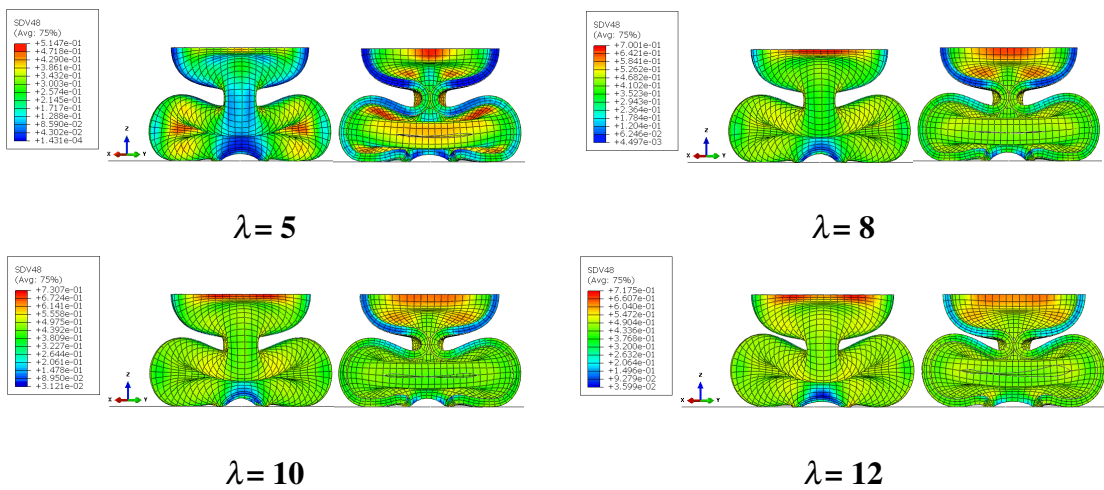 SDV48
(Avg: 75%)
+5.147e-01
+4.718e-01
+4.290e-01
+3.861e-01
+3.432e-01
+3.003e-01
+2.574e-01
+2.145e-01
+1.717e-01
+1.288e-01
+8.590e-02
+4.302e-02
+1.431e-04
Z
X Y
λ= 5
SDV48
(Avg: 75%)
+7.001e-01
+6.421e-01
+5.841e-01
+5.262e-01
+4.682e-01
+4.102e-01
+3.523e-01
+2.943e-01
+2.364e-01
+1.784e-01
+1.204e-01
+6.246e-02
+4.497e-03
Z
X Y
λ= 8
SDV48
(Avg: 75%)
+7.307e-01
+6.724e-01
+6.141e-01
+5.558e-01
+4.975e-01
+4.392e-01
+3.809e-01
+3.227e-01
+2.644e-01
+2.061e-01
+1.478e-01
+8.950e-02
+3.121e-02
Z
X Y
λ= 10
SDV48
(Avg: 75%)
+7.175e-01
+6.607e-01
+6.040e-01
+5.472e-01
+4.904e-01
+4.336e-01
+3.768e-01
+3.200e-01
+2.632e-01
+2.064e-01
+1.496e-01
+9.279e-02
+3.599e-02
Z
X Y
λ= 12